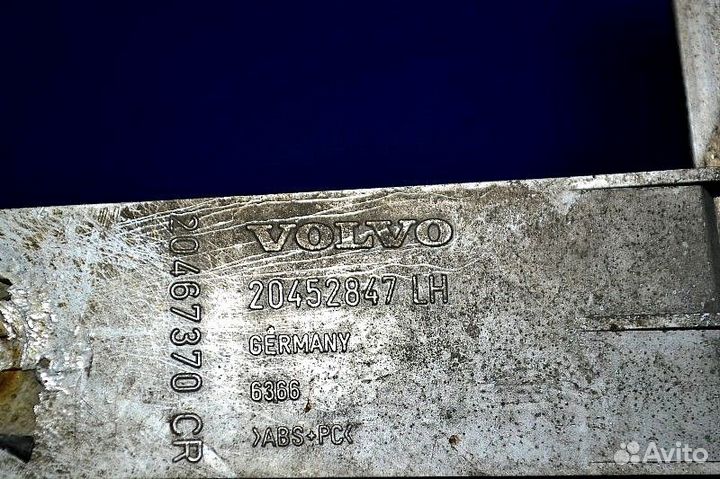 VOLVO
20452847 LH
GERMANY
6366
>ABS+PC<
20467370 CR
Avito